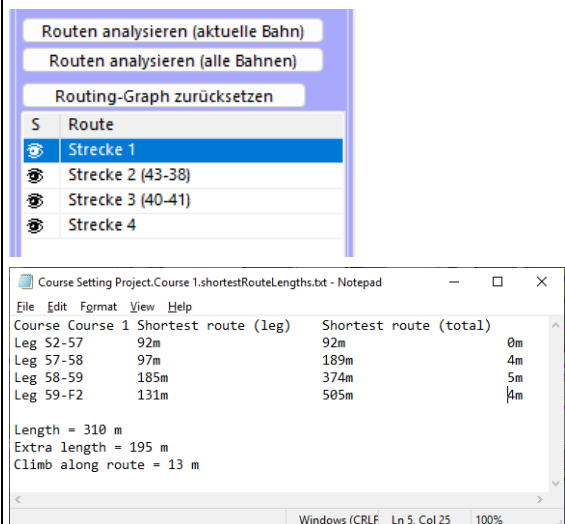 Routen analysieren (aktuelle Bahn)
Routen analysieren (alle Bahnen)
Routing-Graph zurücksetzen
S Route
Strecke 1
Strecke 2 (43-38)
Strecke 3 (40-41)
Strecke 4
Course Setting Project.Course 1.shortestRouteLengths.txt - Notepad
File Edit Format View Help
Course Course 1 Shortest route (leg) Shortest route (total)
Leg S2-57 92m 92m 0m
Leg 57-58 97m 189m 4m
Leg 58-59 185m 374m 5m
Leg 59-F2 131m 505m 4m
Length = 310 m
Extra length = 195 m
Climb along route = 13 m
Windows (CRLF Ln 5, Col 25 100%